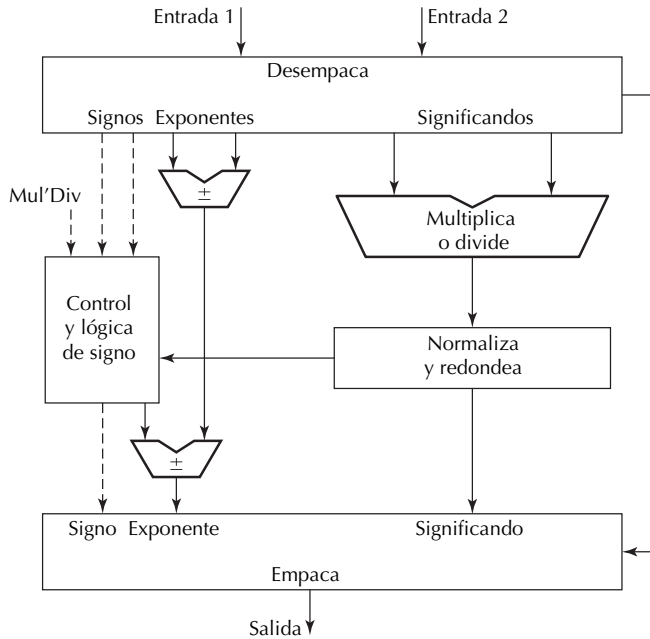 Entrada 1
Entrada 2
Desempaca
Signos
Exponentes
Significandos
±
Mul'Div
Multiplica
o divide
Control
y lógica
de signo
Normaliza
y redondea
±
Signo
Exponente
Significando
Empaca
Salida